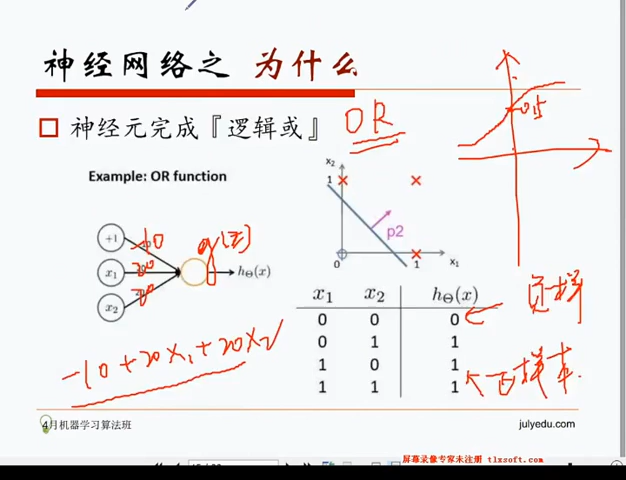 神经网络之 为什么
神经元完成『逻辑或』 OR
0.5
Example: OR function
+1
x₁
x₂
-10
20
20
g(z)
hΘ(x)
x₂
1
p2
0
1
x₁
x₁ x₂ hΘ(x)
0 0 0
0 1 1
1 0 1
1 1 1
负样
正样本
-10+20x₁+20x₂
4月机器学习算法班
julyedu.com
屏幕录像专家未注册 tlxsoft.com